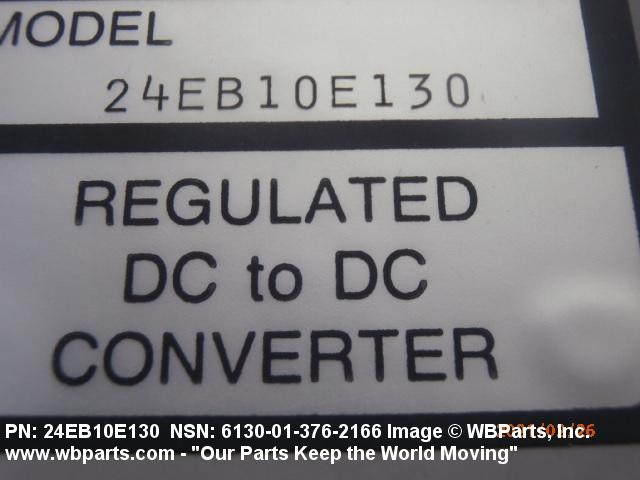 MODEL
24EB10E130
REGULATED
DC to DC
CONVERTER
PN: 24EB10E130 NSN: 6130-01-376-2166 Image © WBParts, Inc.
www.wbparts.com - "Our Parts Keep the World Moving"